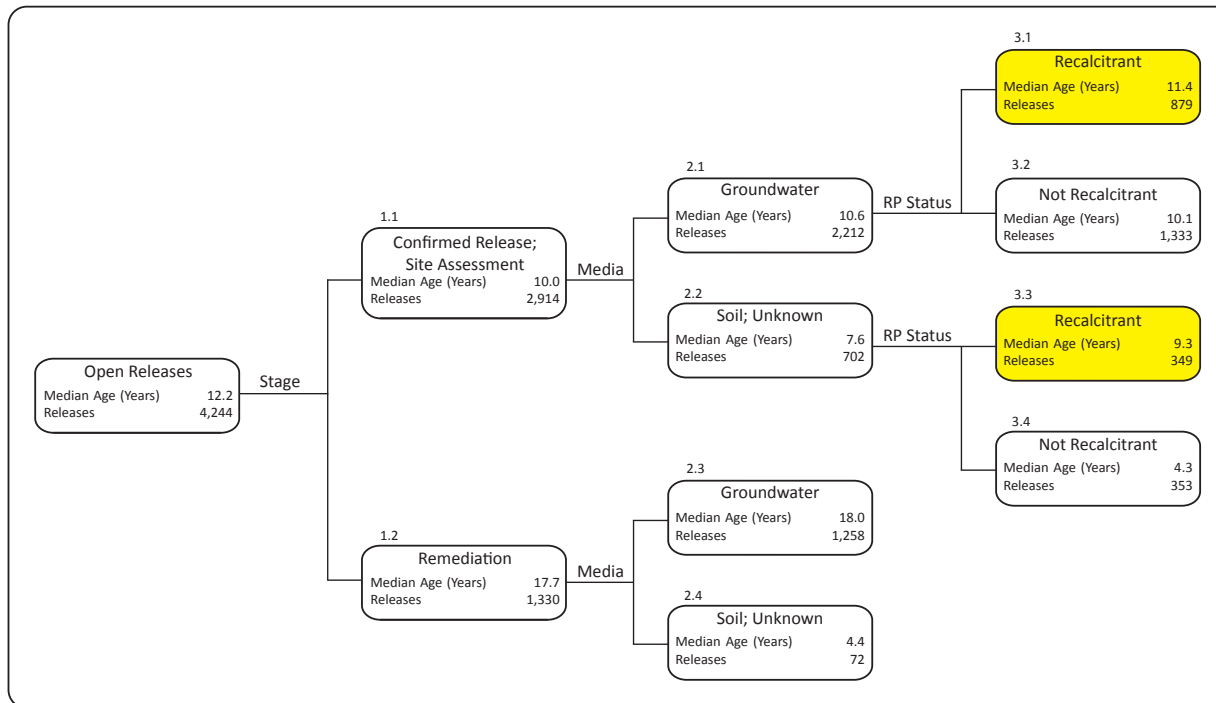 3.1
Recalcitrant
Median Age (Years) 11.4
Releases 879
3.2
Not Recalcitrant
Median Age (Years) 10.1
Releases 1,333
2.1
Groundwater
Median Age (Years) 10.6
Releases 2,212
RP Status
1.1
Confirmed Release;
Site Assessment
Median Age (Years) 10.0
Releases 2,914
Media
2.2
Soil; Unknown
Median Age (Years) 7.6
Releases 702
RP Status
3.3
Recalcitrant
Median Age (Years) 9.3
Releases 349
3.4
Not Recalcitrant
Median Age (Years) 4.3
Releases 353
Open Releases
Median Age (Years) 12.2
Releases 4,244
Stage
2.3
Groundwater
Median Age (Years) 18.0
Releases 1,258
1.2
Remediation
Median Age (Years) 17.7
Releases 1,330
Media
2.4
Soil; Unknown
Median Age (Years) 4.4
Releases 72